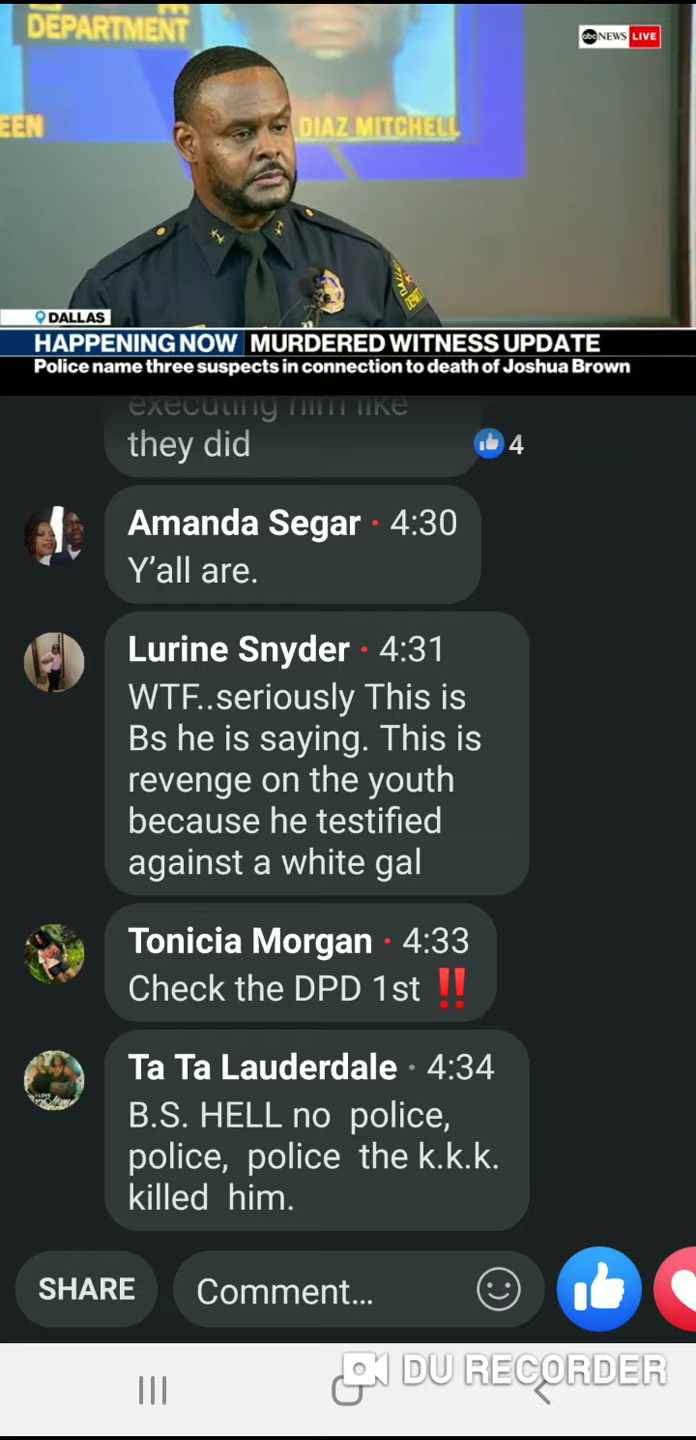 DEPARTMENT
abc NEWS LIVE
EEN
DIAZ MITCHELL
DALLAS
HAPPENING NOW MURDERED WITNESS UPDATE
Police name three suspects in connection to death of Joshua Brown
executing him like
they did
4
Amanda Segar • 4:30
Y'all are.
Lurine Snyder • 4:31
WTF..seriously This is
Bs he is saying. This is
revenge on the youth
because he testified
against a white gal
Tonicia Morgan • 4:33
Check the DPD 1st ‼️
Ta Ta Lauderdale • 4:34
B.S. HELL no police,
police, police the k.k.k.
killed him.
SHARE
Comment...
DU RECORDER